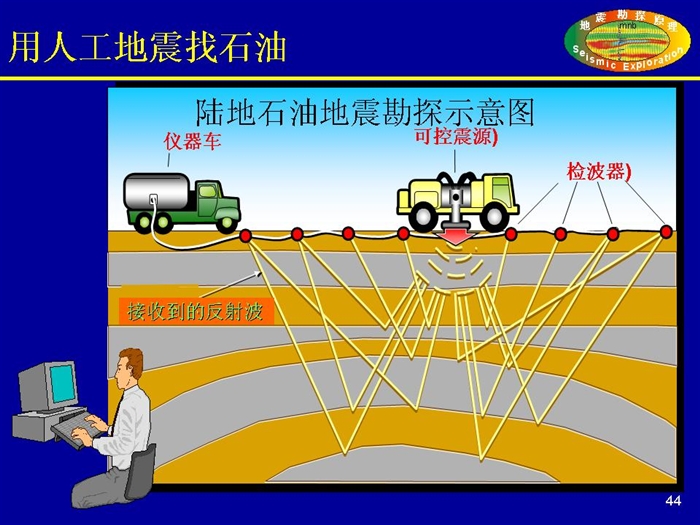 用人工地震找石油
地震勘探原理
jmnb
Seismic Exploration
陆地石油地震勘探示意图
仪器车
可控震源)
检波器)
接收到的反射波
44